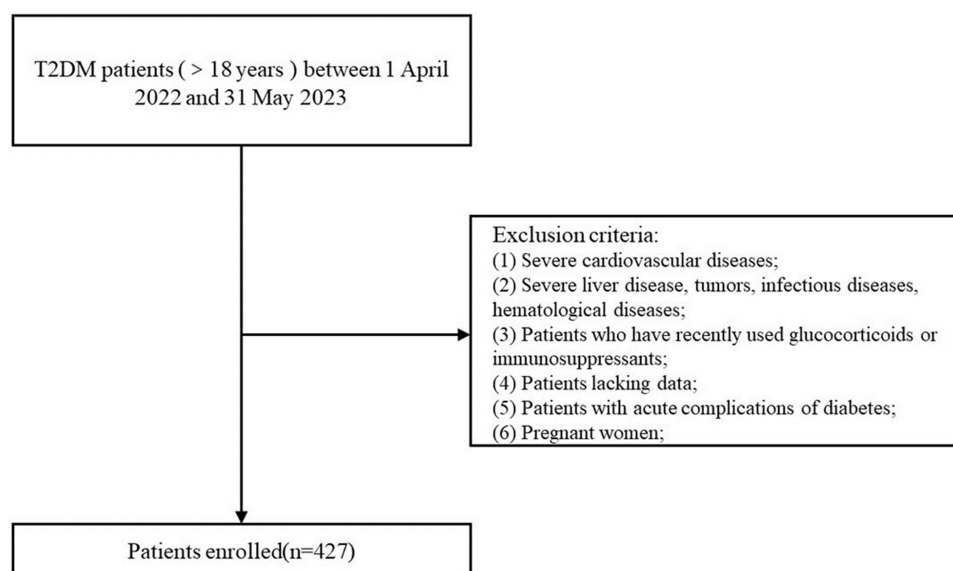 T2DM patients ( > 18 years ) between 1 April
2022 and 31 May 2023
Exclusion criteria:
(1) Severe cardiovascular diseases;
(2) Severe liver disease, tumors, infectious diseases,
hematological diseases;
(3) Patients who have recently used glucocorticoids or
immunosuppressants;
(4) Patients lacking data;
(5) Patients with acute complications of diabetes;
(6) Pregnant women;
Patients enrolled(n=427)